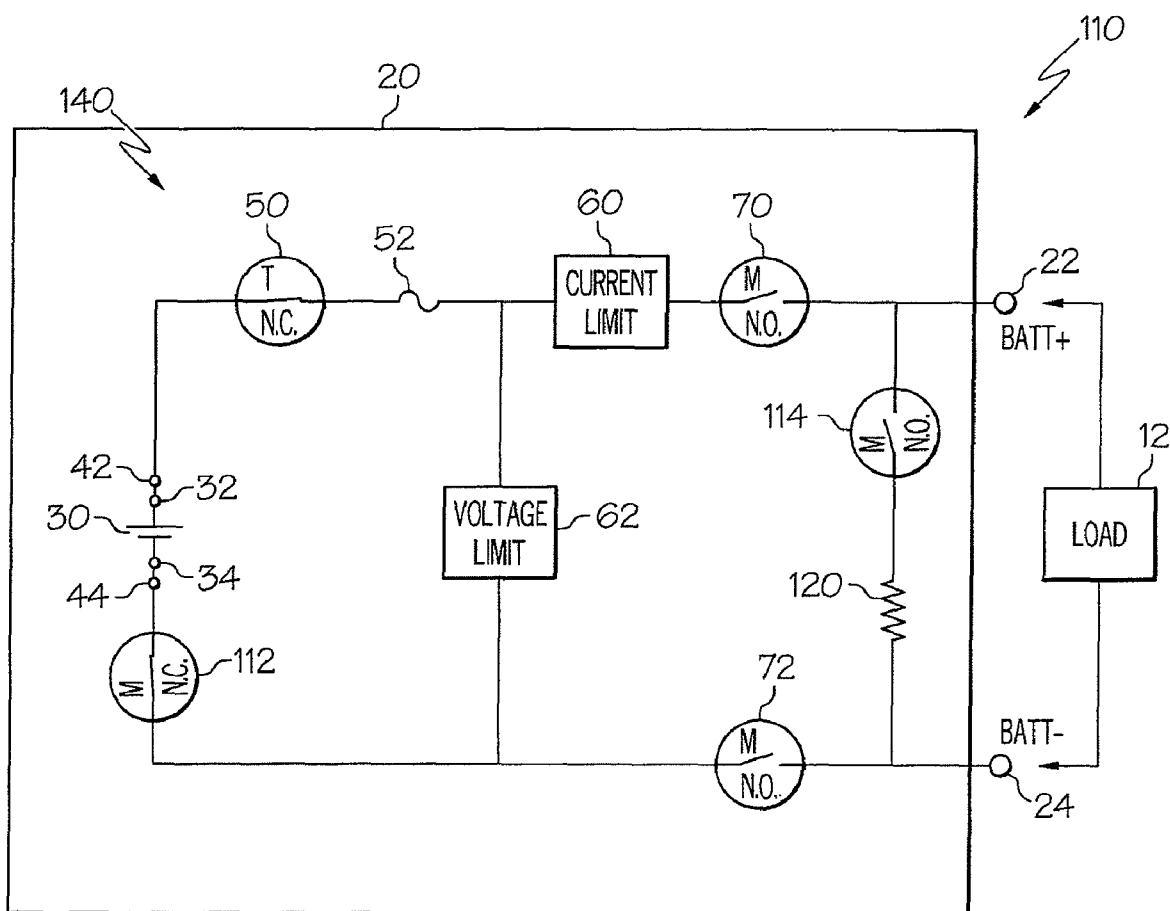 110
20
140
50
52
60
70
T
N.C.
CURRENT
LIMIT
M
N.O.
22
BATT+
114
M
N.O.
12
LOAD
42
32
30
34
44
VOLTAGE
LIMIT
62
120
112
M
N.C.
72
M
N.O.
BATT-
24